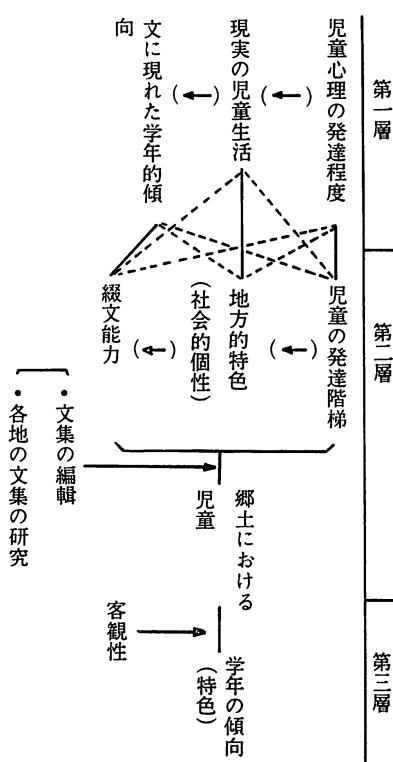 第一層
児童心理の発達程度
(←)
現実の児童生活
(←)
文に現れた学年的傾
向
第二層
児童の発達階梯
(←)
地方的特色
(社会的個性)
(←)
綴文能力
郷土における
児童
・文集の編輯
・各地の文集の研究
第三層
学年の傾向
(特色)
客観性